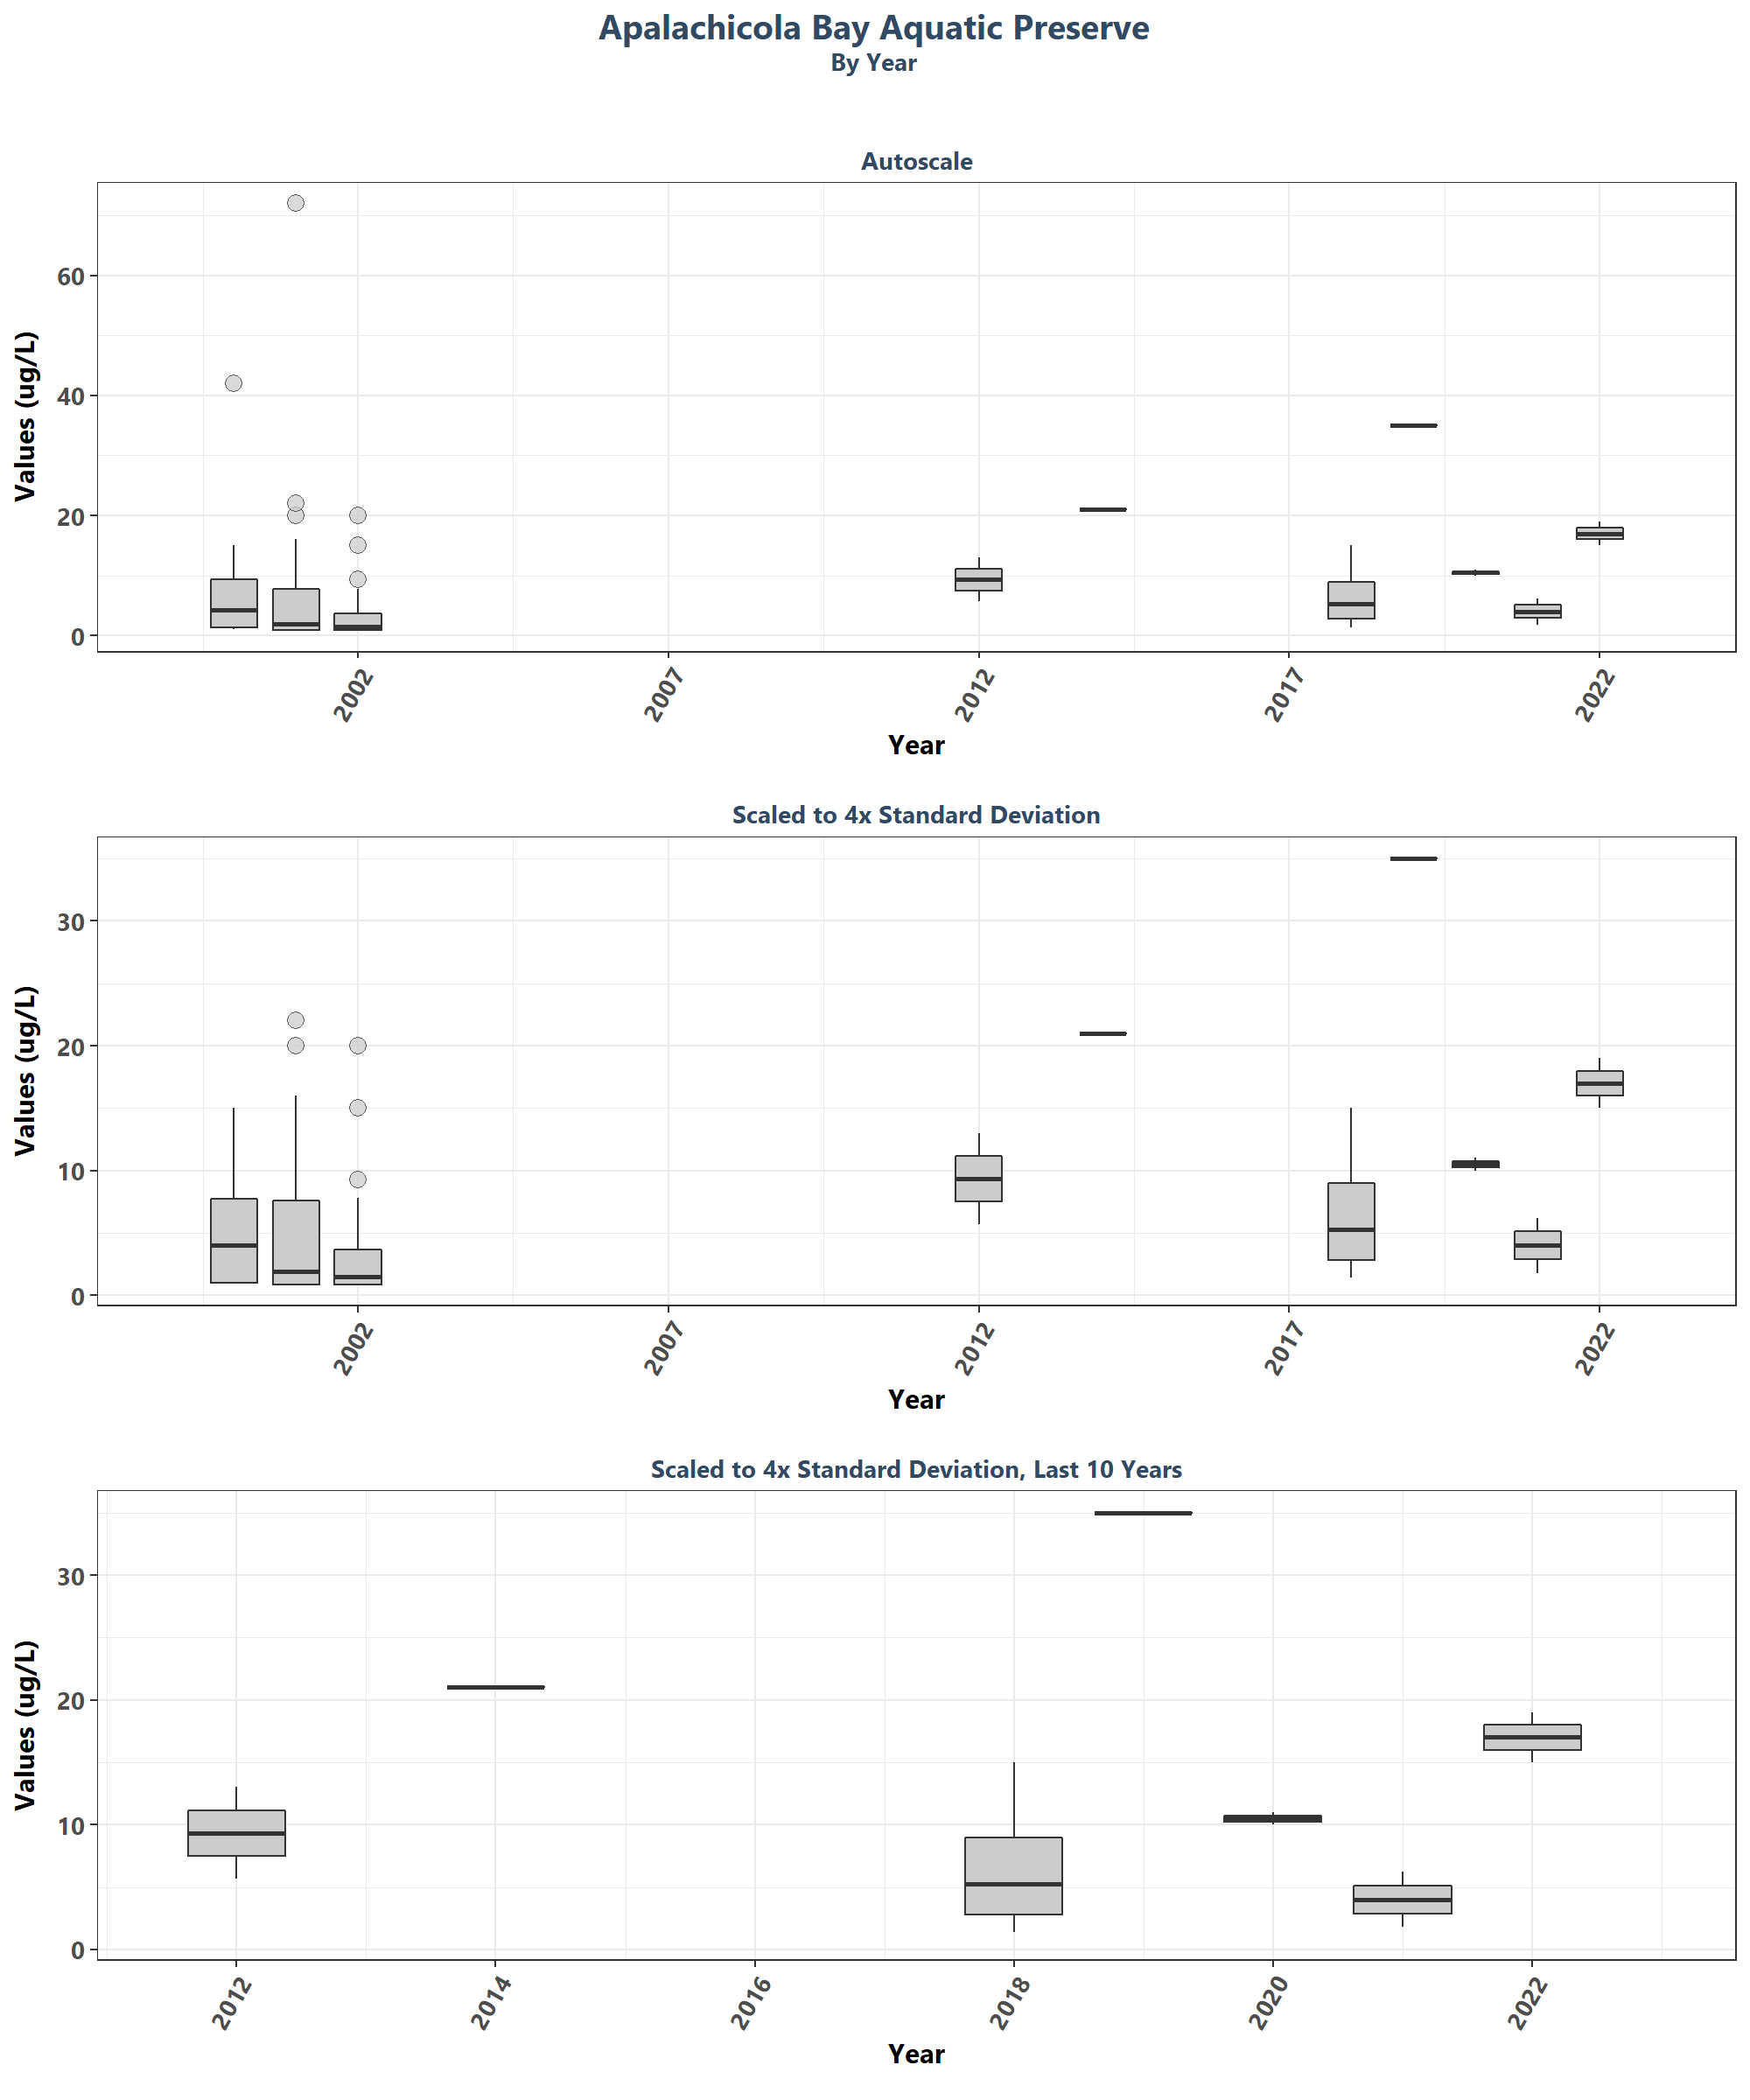 Apalachicola Bay Aquatic Preserve
By Year
Autoscale
Values (ug/L)
60
40
20
0
2002 2007 2012 2017 2022
Year
Scaled to 4x Standard Deviation
Values (ug/L)
30
20
10
0
2002 2007 2012 2017 2022
Year
Scaled to 4x Standard Deviation, Last 10 Years
Values (ug/L)
30
20
10
0
2012 2014 2016 2018 2020 2022
Year